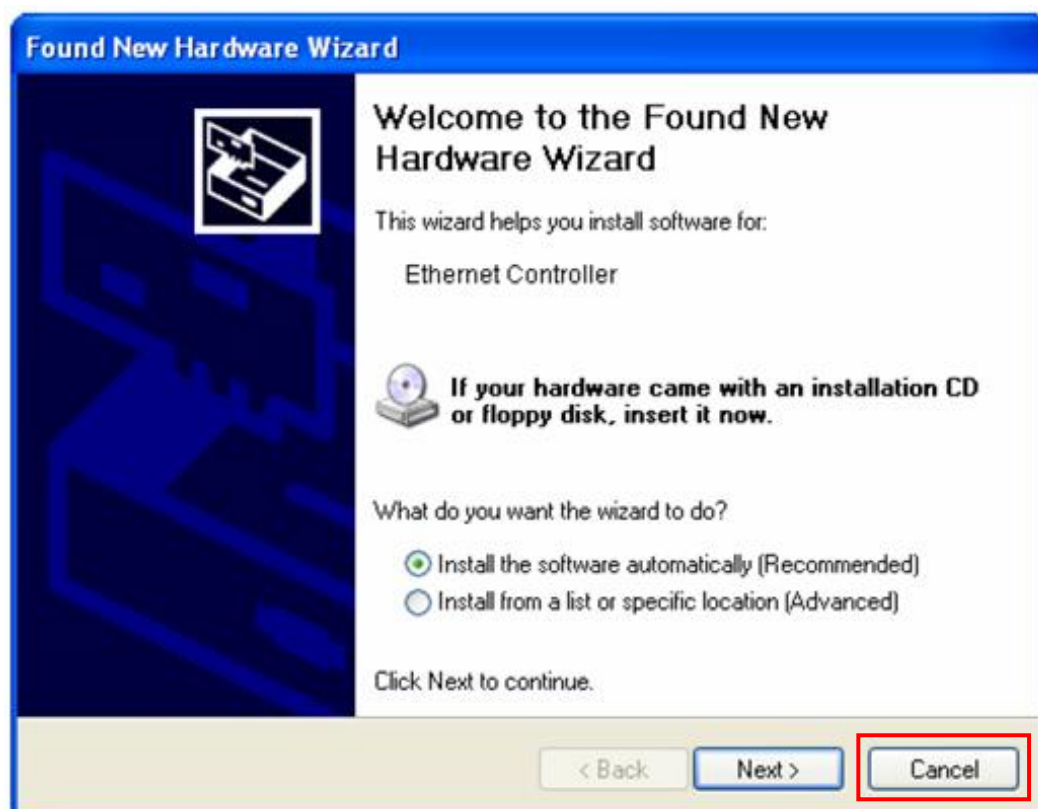 Found New Hardware Wizard
Welcome to the Found New
Hardware Wizard
This wizard helps you install software for:
Ethernet Controller
If your hardware came with an installation CD
or floppy disk, insert it now.
What do you want the wizard to do?
Install the software automatically (Recommended)
Install from a list or specific location (Advanced)
Click Next to continue.
< Back Next > Cancel